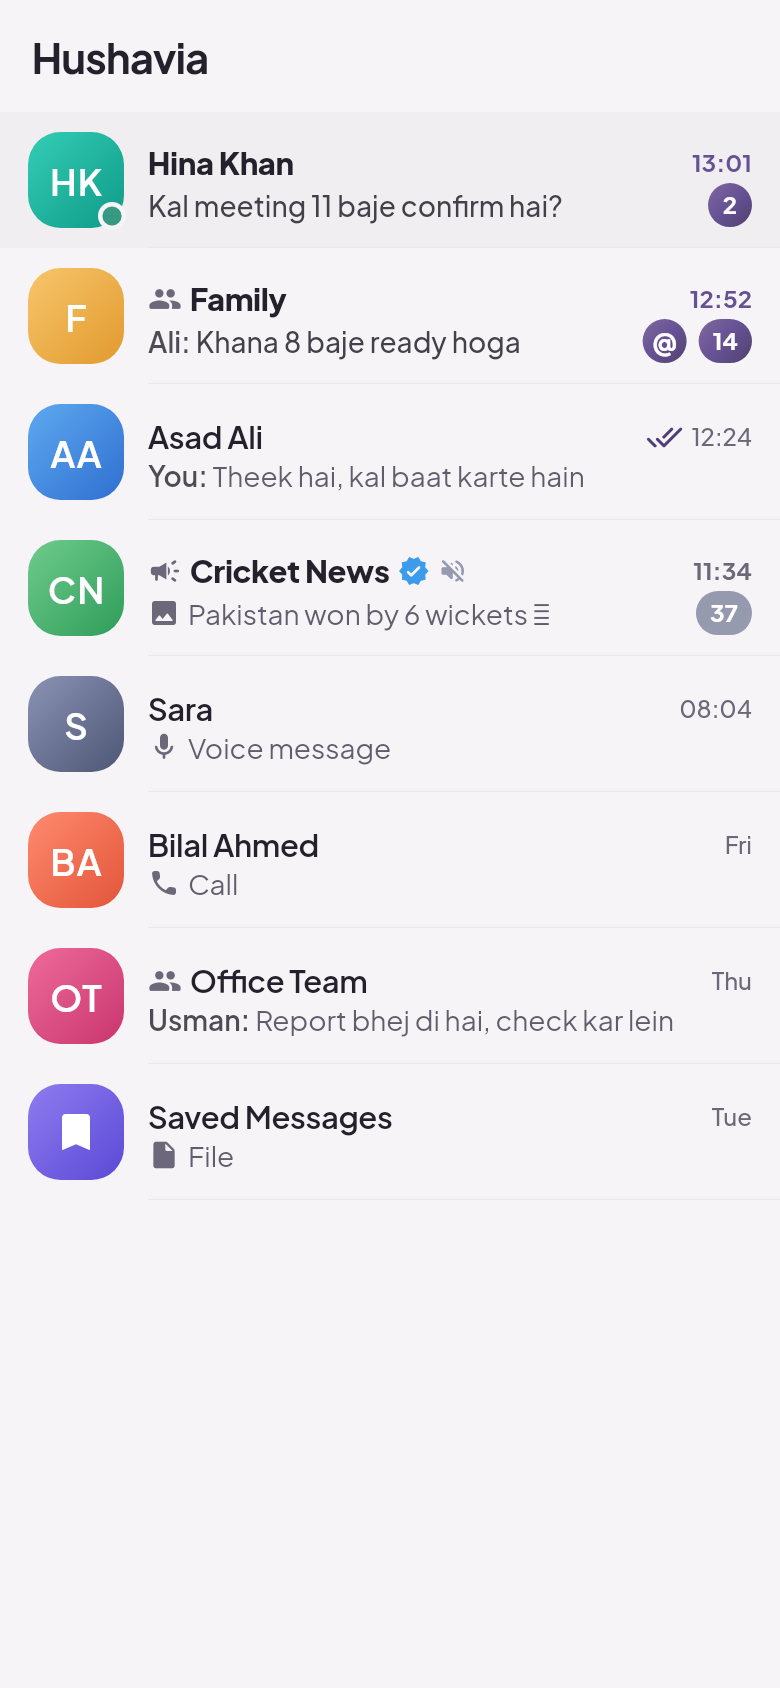 Hushavia
HK
Hina Khan
13:01
Kal meeting 11 baje confirm hai?
2
F
Family
12:52
Ali: Khana 8 baje ready hoga
@
14
AA
Asad Ali
12:24
You: Theek hai, kal baat karte hain
CN
Cricket News
11:34
Pakistan won by 6 wickets
37
S
Sara
08:04
Voice message
BA
Bilal Ahmed
Fri
Call
OT
Office Team
Thu
Usman: Report bhej di hai, check kar lein
Saved Messages
Tue
File